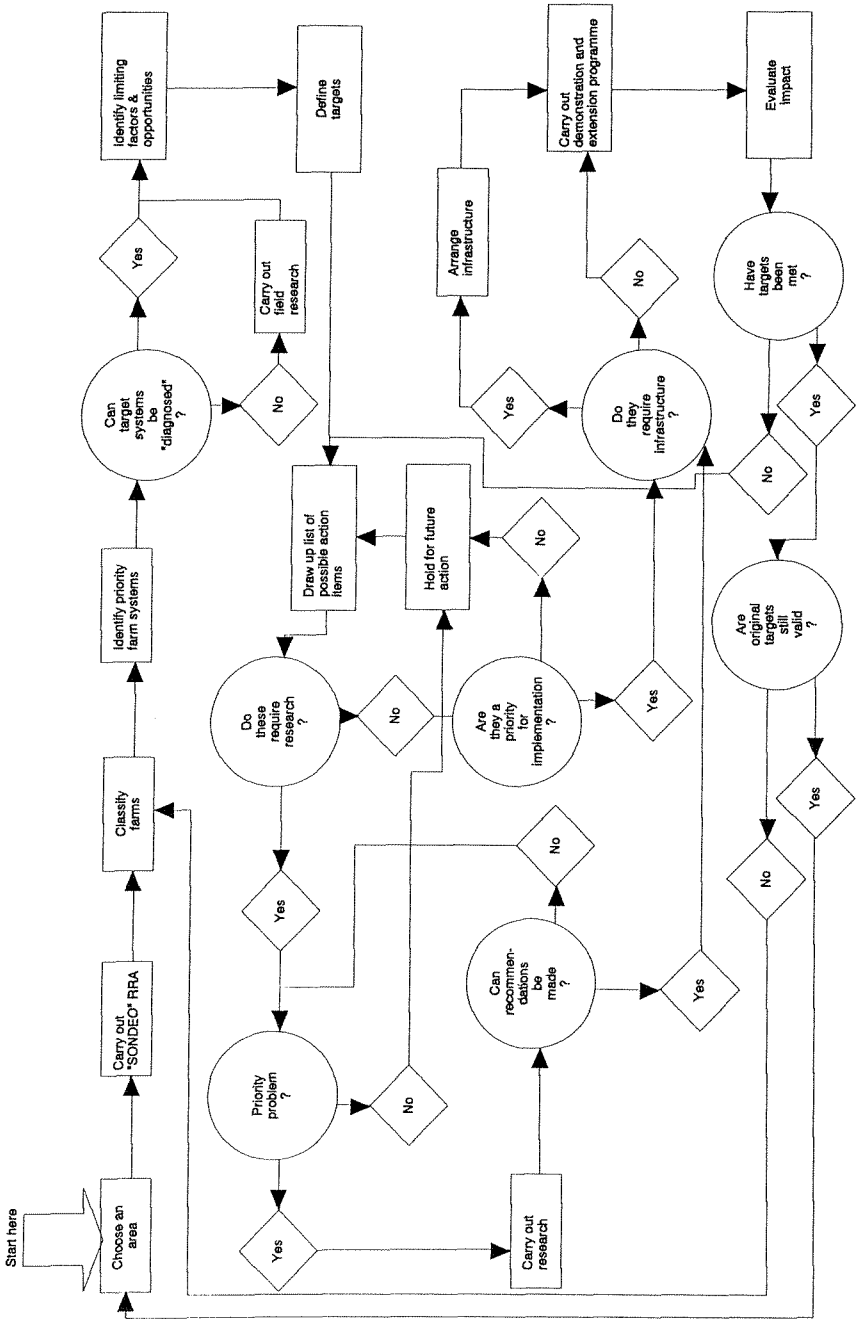 Start here
Choose an
area
Carry out
"SONDEO" RRA
Classify
farms
Identify priority
farm systems
Can
target
systems
be
"diagnosed"
?
Yes
No
Carry out
field
research
Identify limiting
factors &
opportunities
Define
targets
Draw up list of
possible action
items
Do
these
require
research
?
Yes
No
Hold for future
action
Priority
problem
?
No
Yes
Carry out
research
Can
recommen-
dations
be
made
?
No
Yes
Are
they a
priority
for
implementation
?
No
Yes
Do
they
require
infrastructure
?
Yes
No
Arrange
infrastructure
Carry out
demonstration and
extension programme
Evaluate
impact
Have
targets
been
met
?
No
Yes
Are
original
targets
still
valid
?
No
Yes